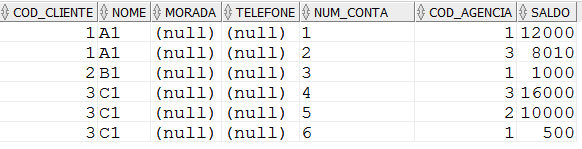 COD_CLIENTE NOME MORADA TELEFONE NUM_CONTA COD_AGENCIA SALDO
1 A1 (null) (null) 1 1 12000
1 A1 (null) (null) 2 3 8010
2 B1 (null) (null) 3 1 1000
3 C1 (null) (null) 4 3 16000
3 C1 (null) (null) 5 2 10000
3 C1 (null) (null) 6 1 500